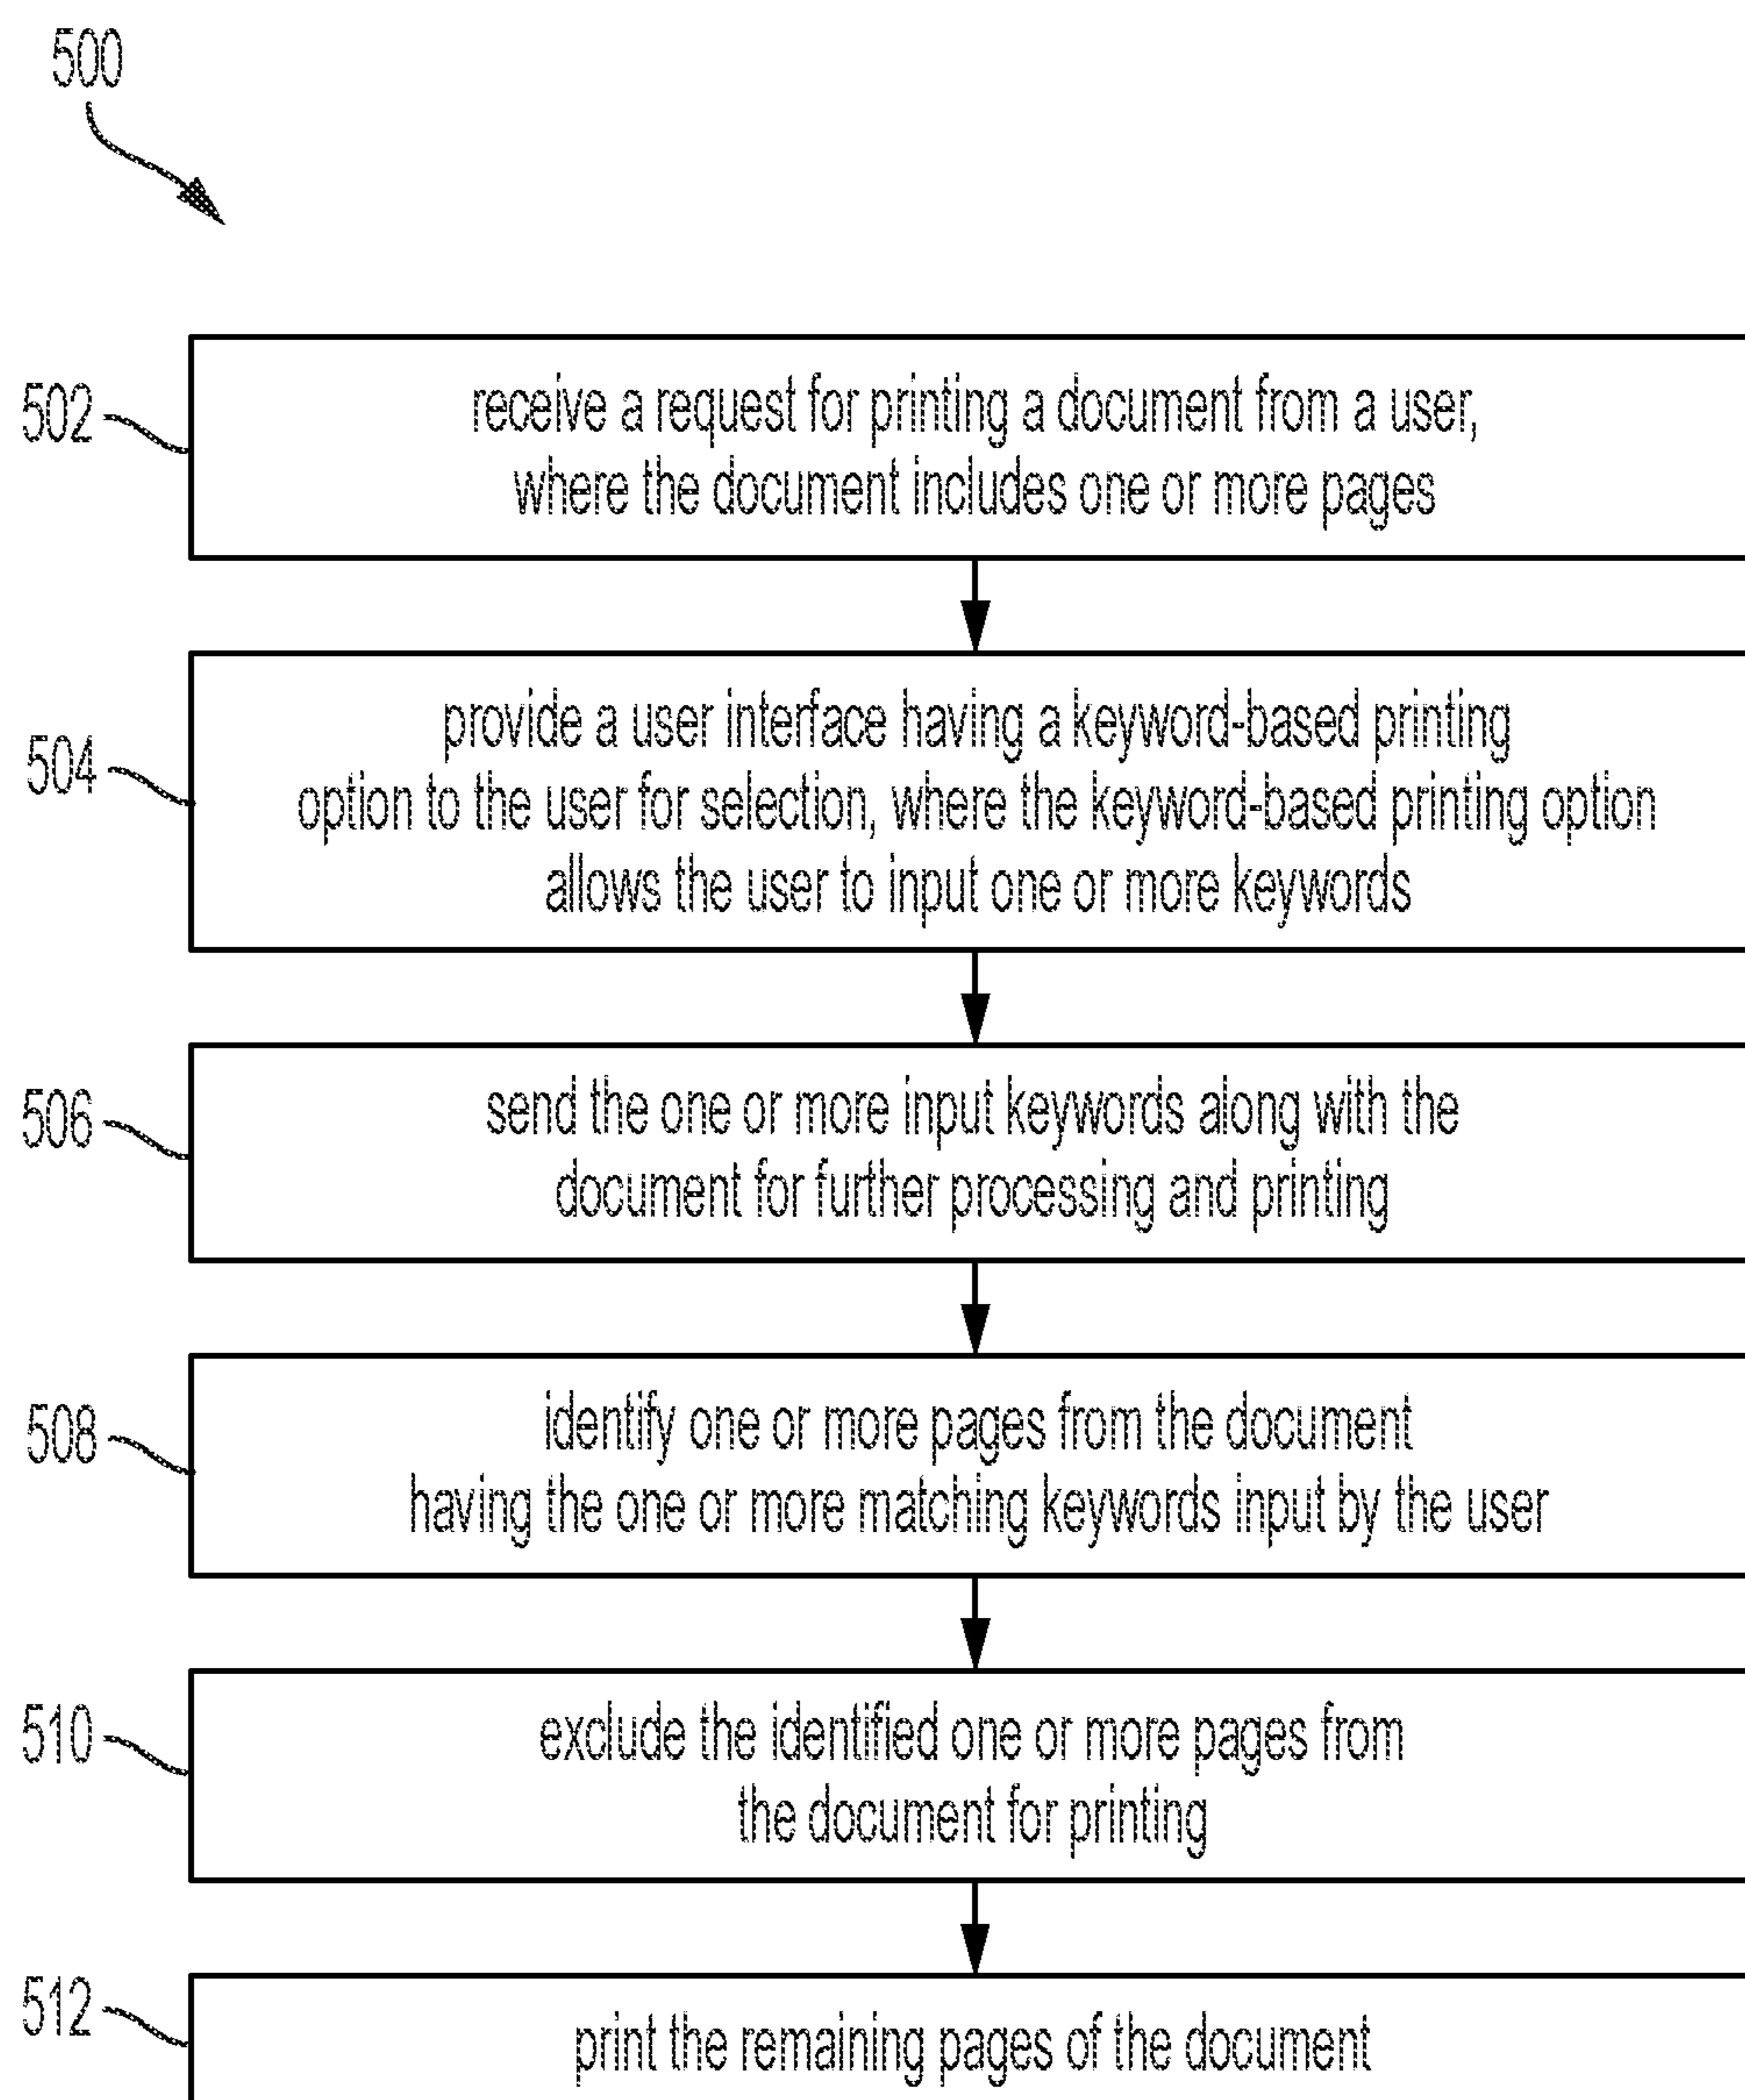 500
502
receive a request for printing a document from a user,
where the document includes one or more pages
504
provide a user interface having a keyword-based printing
option to the user for selection, where the keyword-based printing option
allows the user to input one or more keywords
506
send the one or more input keywords along with the
document for further processing and printing
508
identify one or more pages from the document
having the one or more matching keywords input by the user
510
exclude the identified one or more pages from
the document for printing
512
print the remaining pages of the document